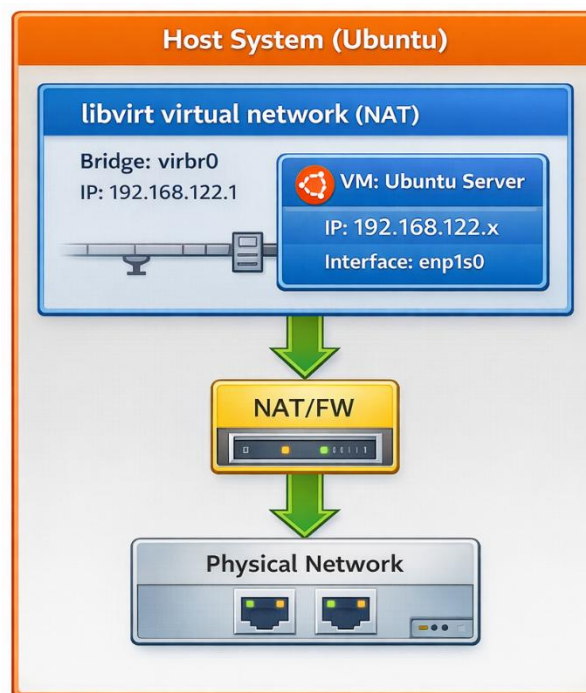 Host System (Ubuntu)
libvirt virtual network (NAT)
Bridge: virbr0
IP: 192.168.122.1
VM: Ubuntu Server
IP: 192.168.122.x
Interface: enp1s0
NAT/FW
Physical Network